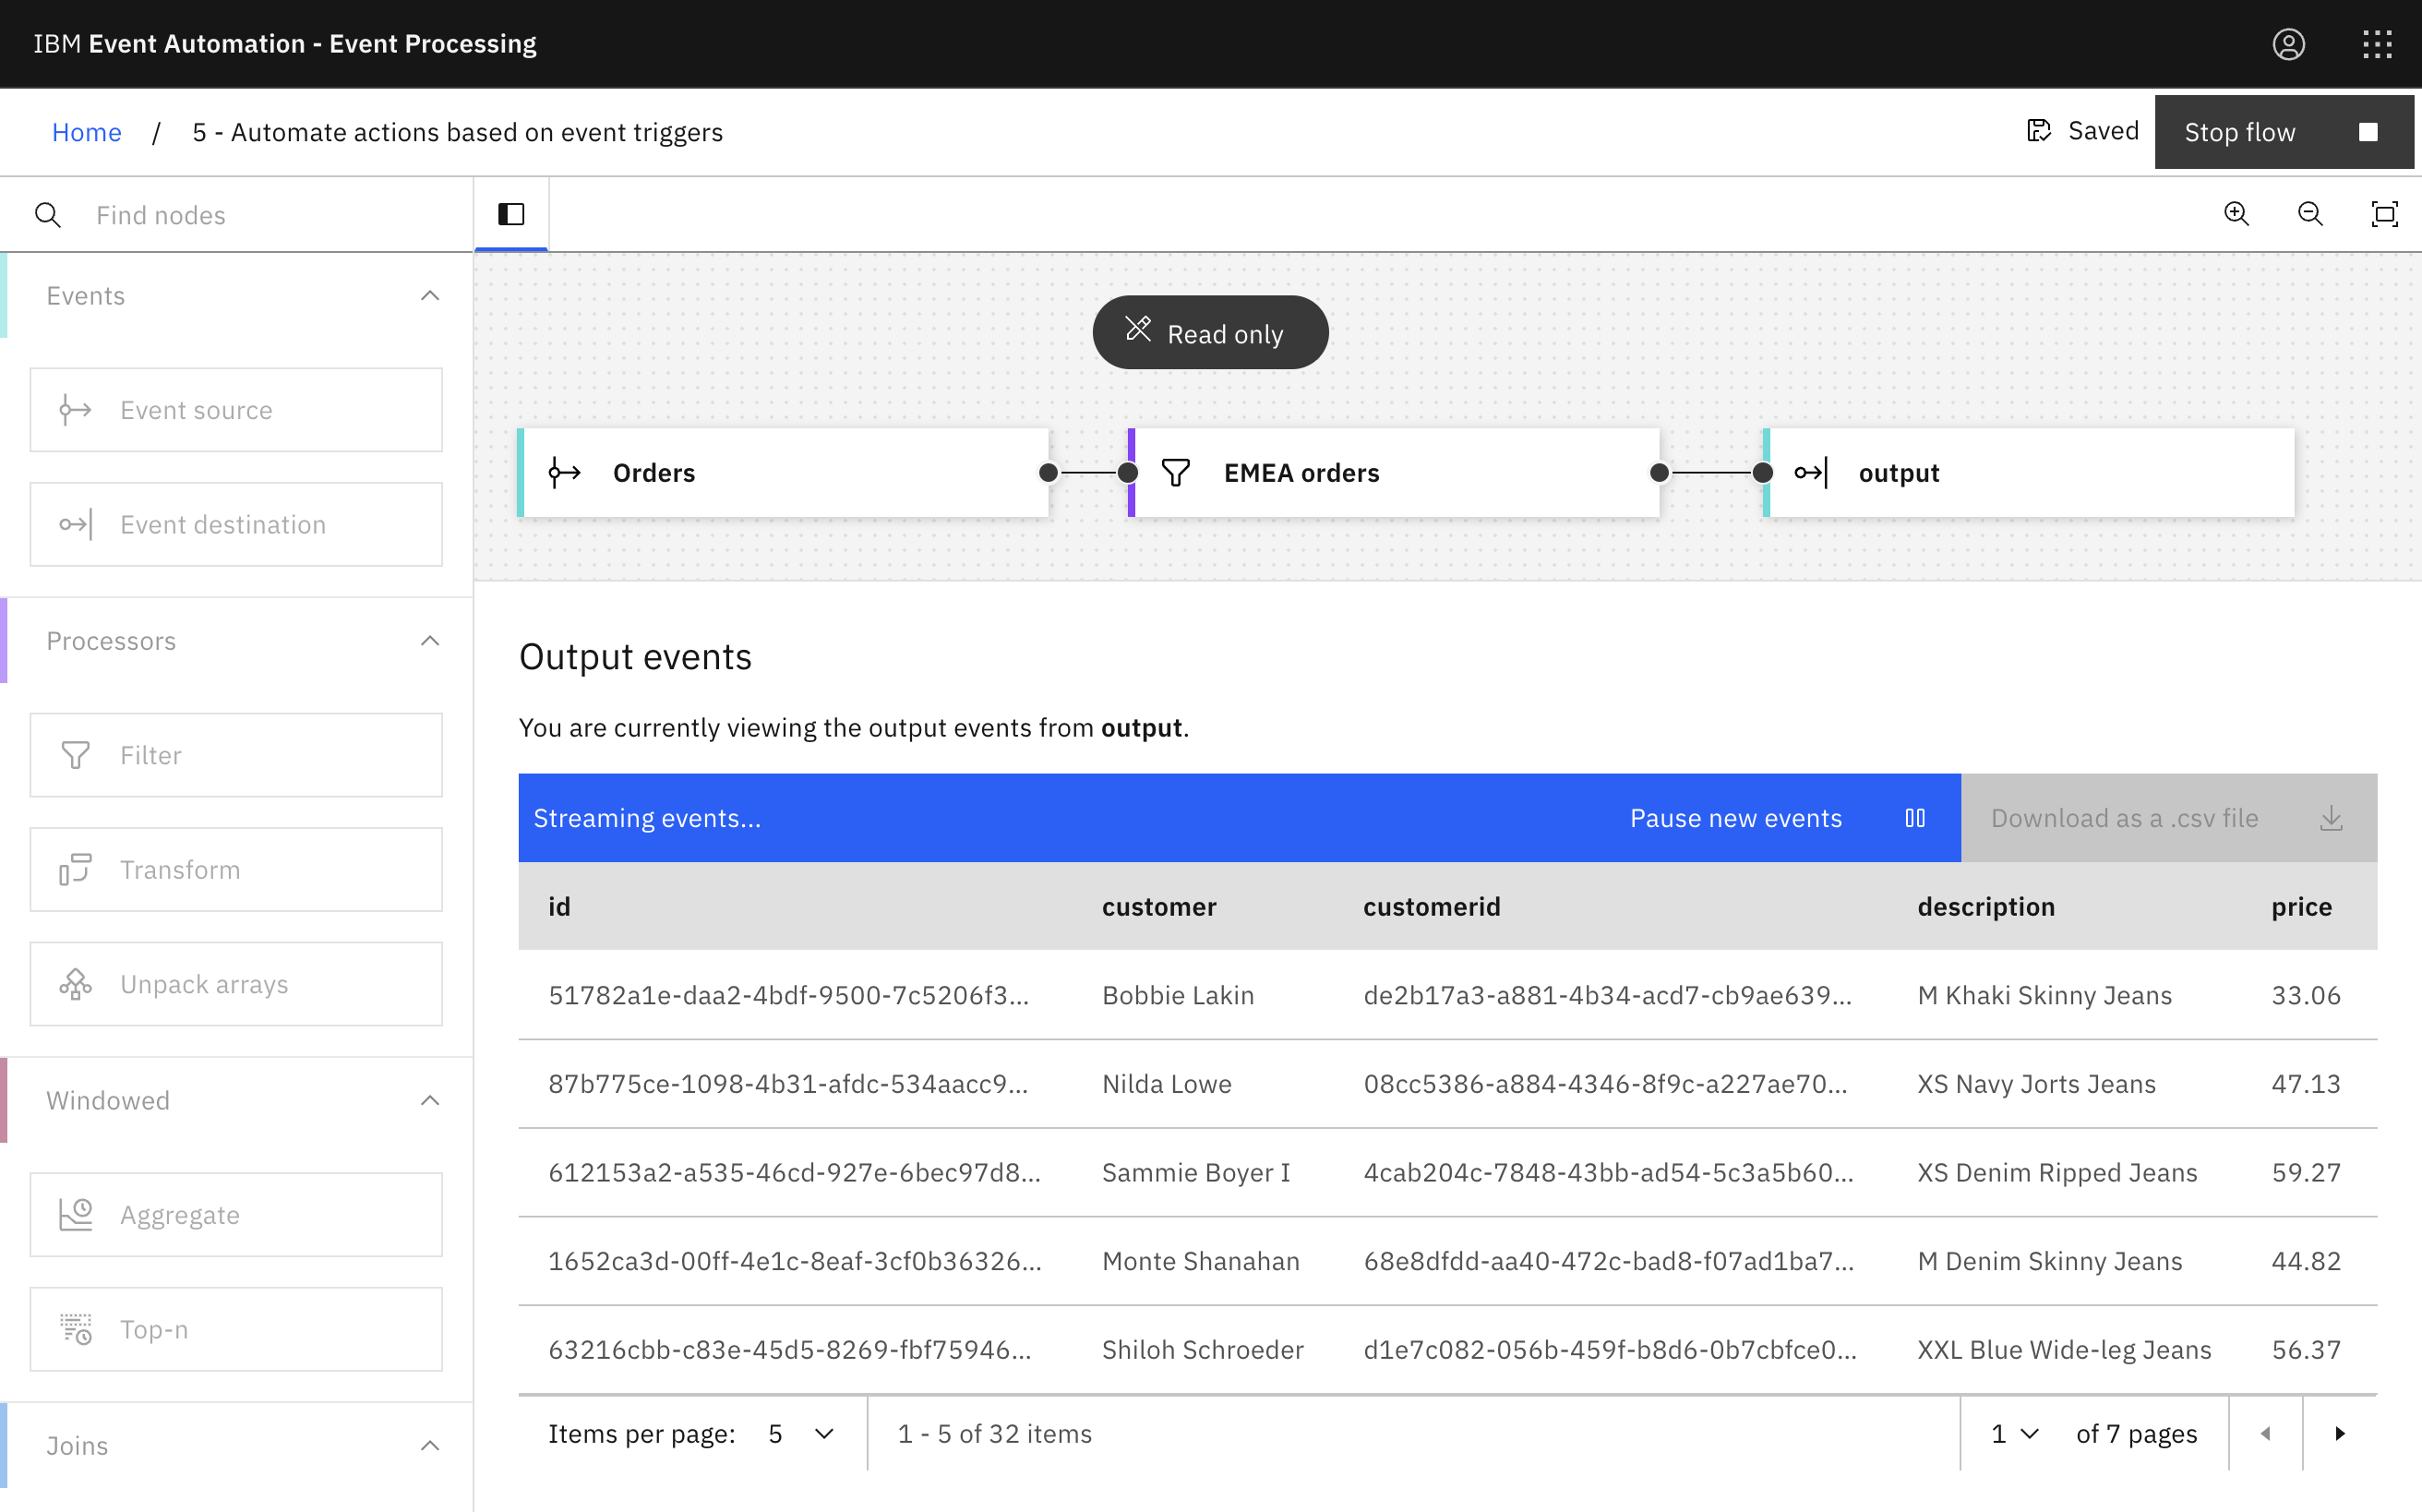 IBM Event Automation - Event Processing
Home / 5 - Automate actions based on event triggers
Saved
Stop flow
Find nodes
Events
Event source
Event destination
Processors
Filter
Transform
Unpack arrays
Windowed
Aggregate
Top-n
Joins
Read only
Orders
EMEA orders
output
Output events
You are currently viewing the output events from output.
Streaming events... Pause new events Download as a .csv file
id customer customerid description price
51782a1e-daa2-4bdf-9500-7c5206f3... Bobbie Lakin de2b17a3-a881-4b34-acd7-cb9ae639... M Khaki Skinny Jeans 33.06
87b775ce-1098-4b31-afdc-534aacc9... Nilda Lowe 08cc5386-a884-4346-8f9c-a227ae70... XS Navy Jorts Jeans 47.13
612153a2-a535-46cd-927e-6bec97d8... Sammie Boyer I 4cab204c-7848-43bb-ad54-5c3a5b60... XS Denim Ripped Jeans 59.27
1652ca3d-00ff-4e1c-8eaf-3cf0b36326... Monte Shanahan 68e8dfdd-aa40-472c-bad8-f07ad1ba7... M Denim Skinny Jeans 44.82
63216cbb-c83e-45d5-8269-fbf75946... Shiloh Schroeder d1e7c082-056b-459f-b8d6-0b7cbfce0... XXL Blue Wide-leg Jeans 56.37
Items per page: 5 1 - 5 of 32 items 1 of 7 pages